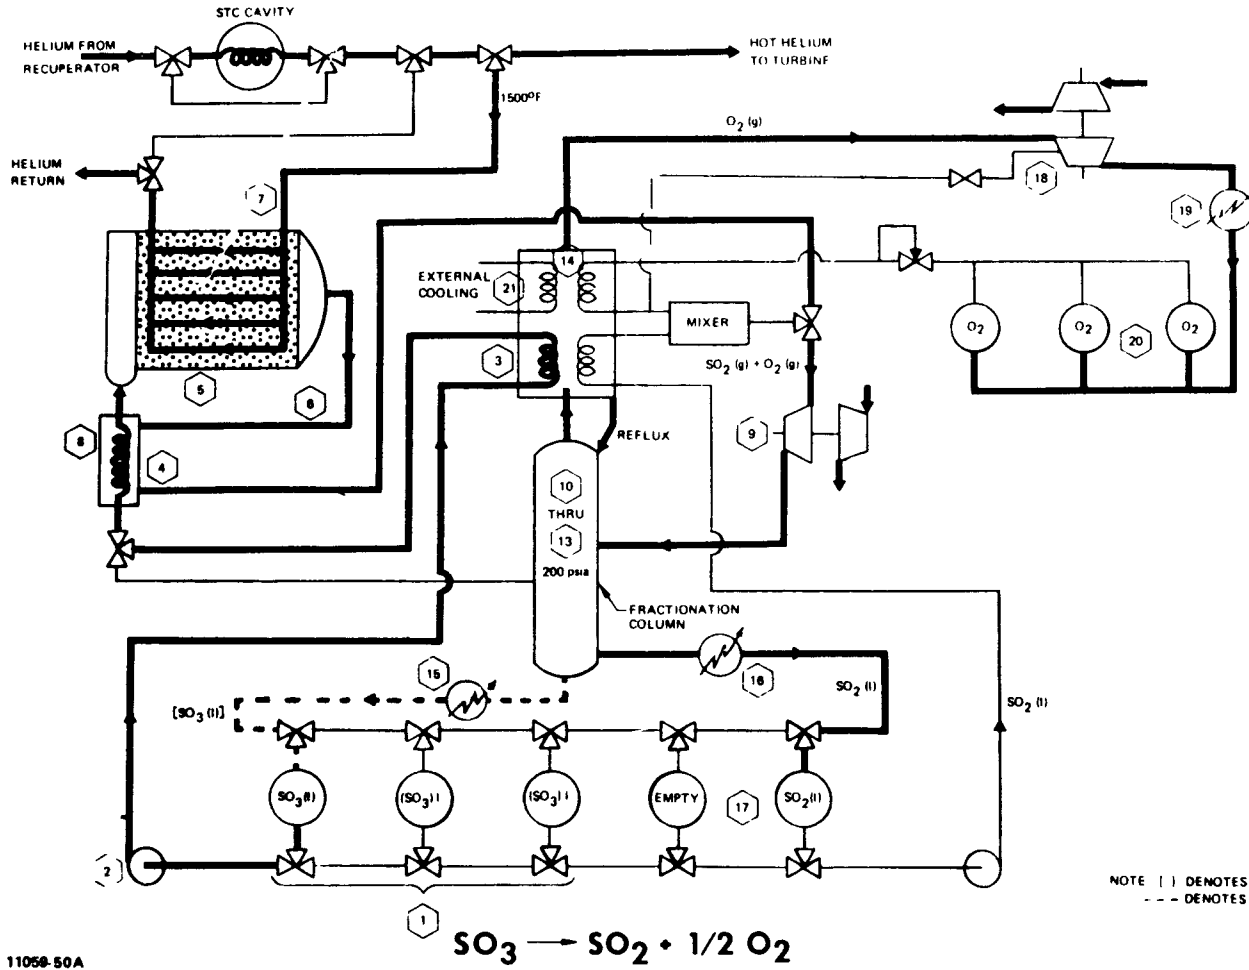 STC CAVITY
HELIUM FROM
RECUPERATOR
HOT HELIUM
TO TURBINE
1500°F
O2 (g)
HELIUM
RETURN
7
18
19
14
EXTERNAL
COOLING
21
MIXER
O2
O2
O2
20
3
SO2 (g) + O2 (g)
5
6
8
4
9
REFLUX
10
THRU
13
200 psia
FRACTIONATION
COLUMN
15
16
SO2 (l)
SO2 (l)
[SO3 (l)]
SO3(l)
(SO3) l
(SO3) l
EMPTY
17
SO2(l)
2
1
NOTE [ ] DENOTES
- - - DENOTES
SO3 → SO2 + 1/2 O2
11059-50A